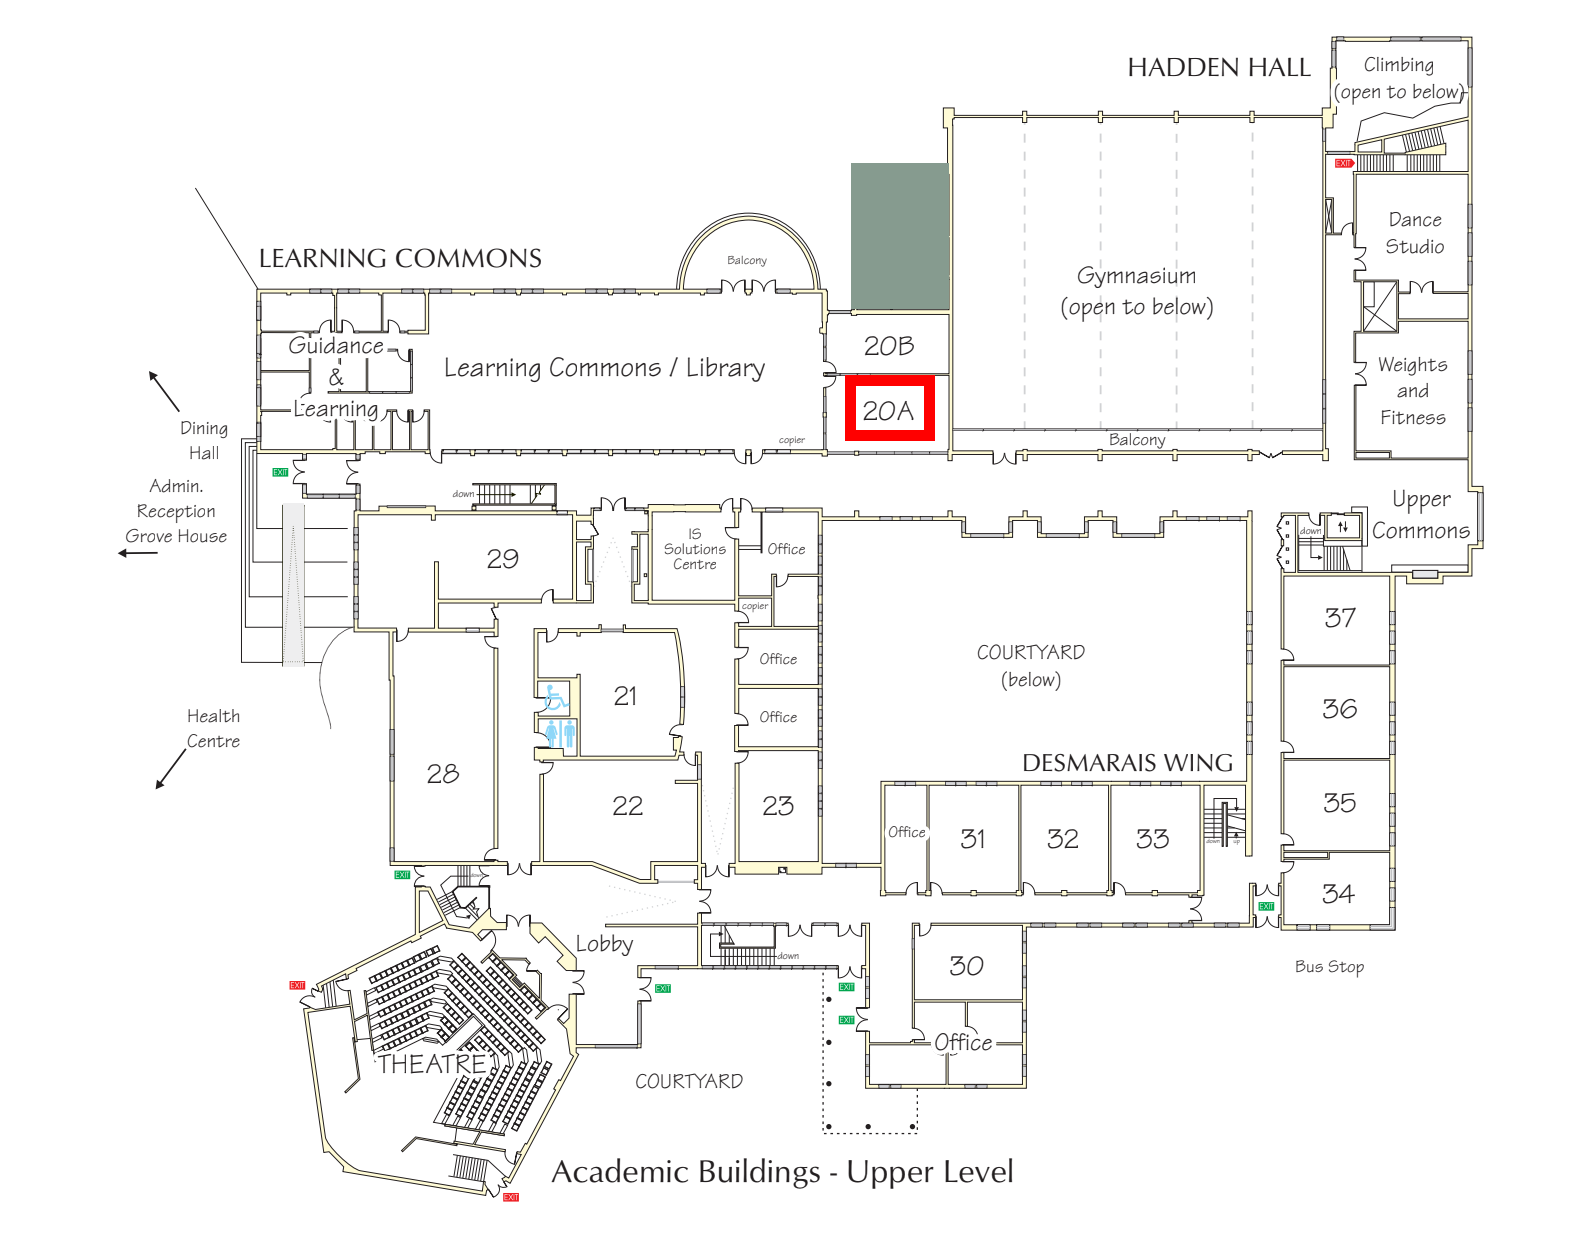 HADDEN HALL
Climbing
(open to below)
EXIT
Dance
Studio
LEARNING COMMONS
Balcony
Gymnasium
(open to below)
Guidance
&
Learning
Learning Commons / Library
20B
20A
Weights
and
Fitness
Dining
Hall
copier
Balcony
EXIT
Admin.
Reception
Grove House
down
Upper
Commons
down
29
IS
Solutions
Centre
Office
copier
37
COURTYARD
(below)
Office
21
36
Health
Centre
Office
DESMARAIS WING
28
22
23
35
Office
31
32
33
down
up
EXIT
down
34
EXIT
Lobby
down
30
Bus Stop
EXIT
EXIT
EXIT
EXIT
Office
THEATRE
COURTYARD
Academic Buildings - Upper Level
EXIT